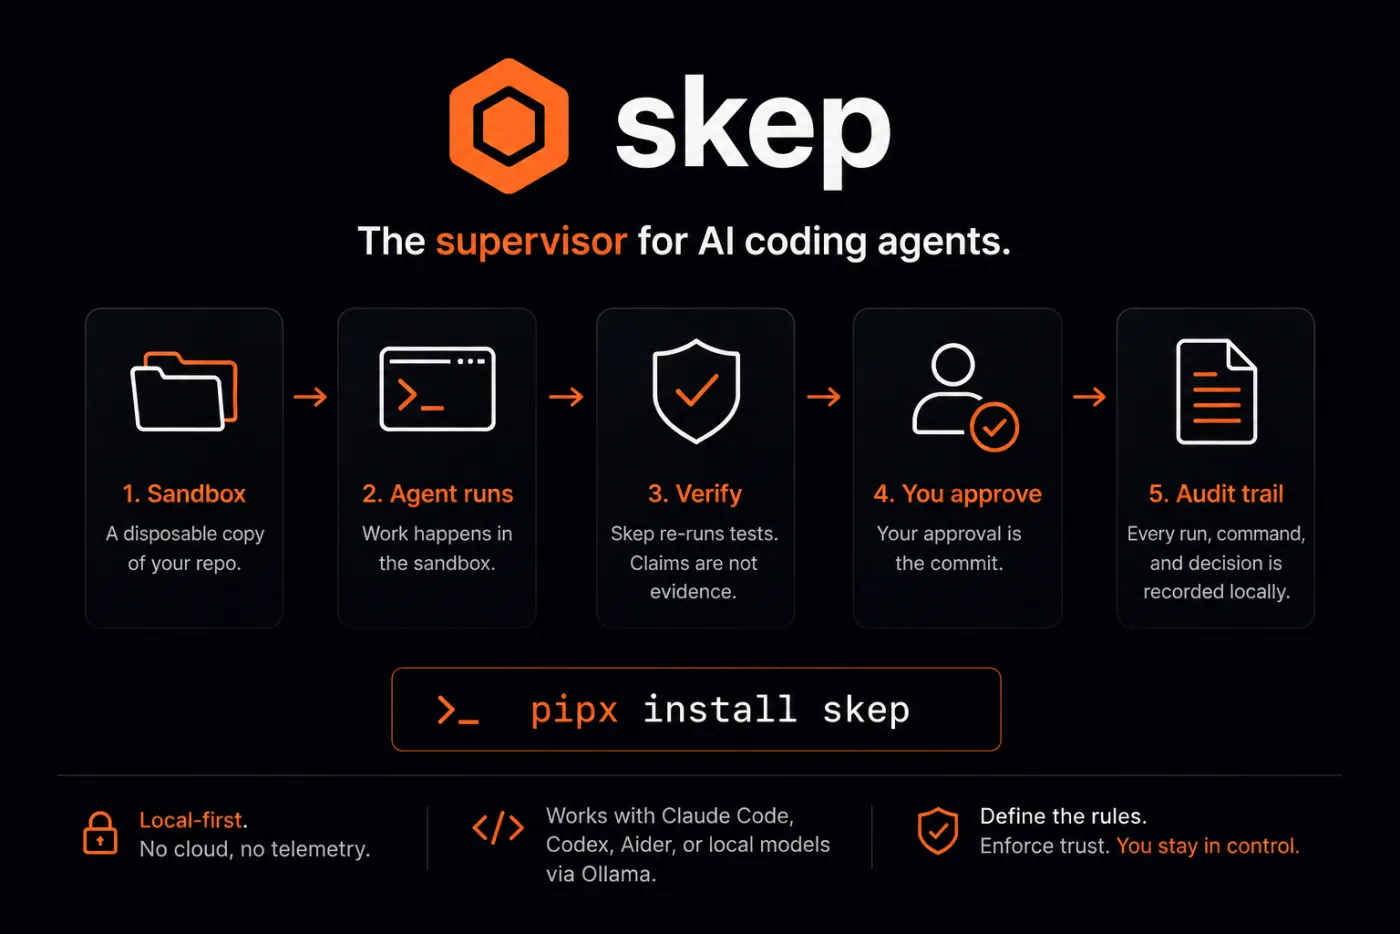 skep
The supervisor for AI coding agents.
1. Sandbox
A disposable copy
of your repo.
2. Agent runs
Work happens in
the sandbox.
3. Verify
Skep re-runs tests.
Claims are not
evidence.
4. You approve
Your approval is
the commit.
5. Audit trail
Every run, command,
and decision is
recorded locally.
>_ pipx install skep
Local-first.
No cloud, no telemetry.
</>
Works with Claude Code,
Codex, Aider, or local models
via Ollama.
Define the rules.
Enforce trust. You stay in control.